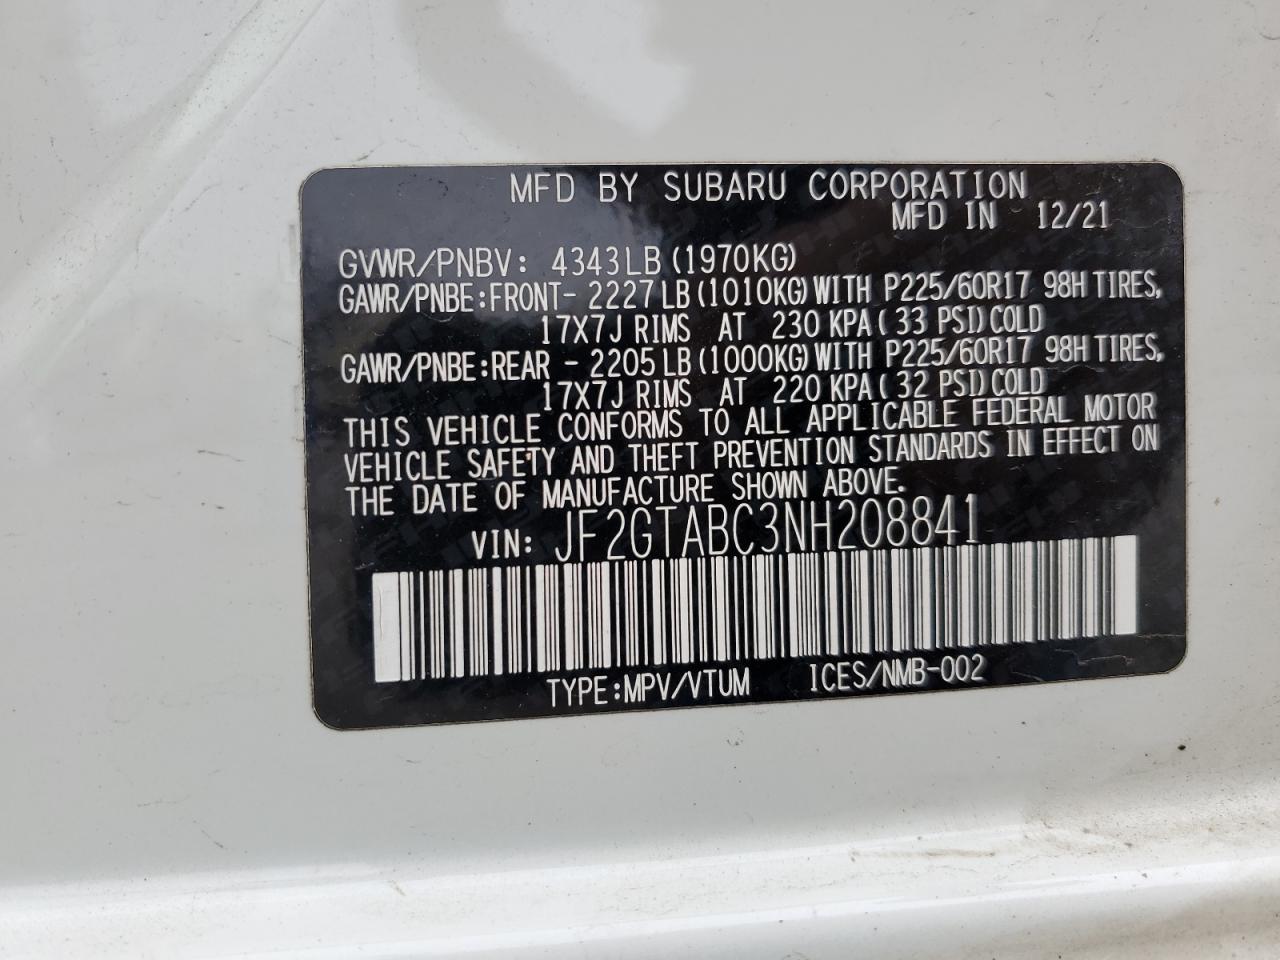 MFD BY SUBARU CORPORATION
MFD IN 12/21
GVWR/PNBV: 4343LB (1970KG)
GAWR/PNBE:FRONT- 2227LB(1010KG)WITH P225/60R17 98H TIRES,
17X7J RIMS AT 230 KPA( 33 PSI)COLD
GAWR/PNBE:REAR - 2205LB(1000KG)WITH P225/60R17 98H TIRES,
17X7J RIMS AT 220 KPA( 32 PSI)COLD
THIS VEHICLE CONFORMS TO ALL APPLICABLE FEDERAL MOTOR
VEHICLE SAFETY AND THEFT PREVENTION STANDARDS IN EFFECT ON
THE DATE OF MANUFACTURE SHOWN ABOVE.
VIN: JF2GTABC3NH208841
TYPE:MPV/VTUM ICES/NMB-002